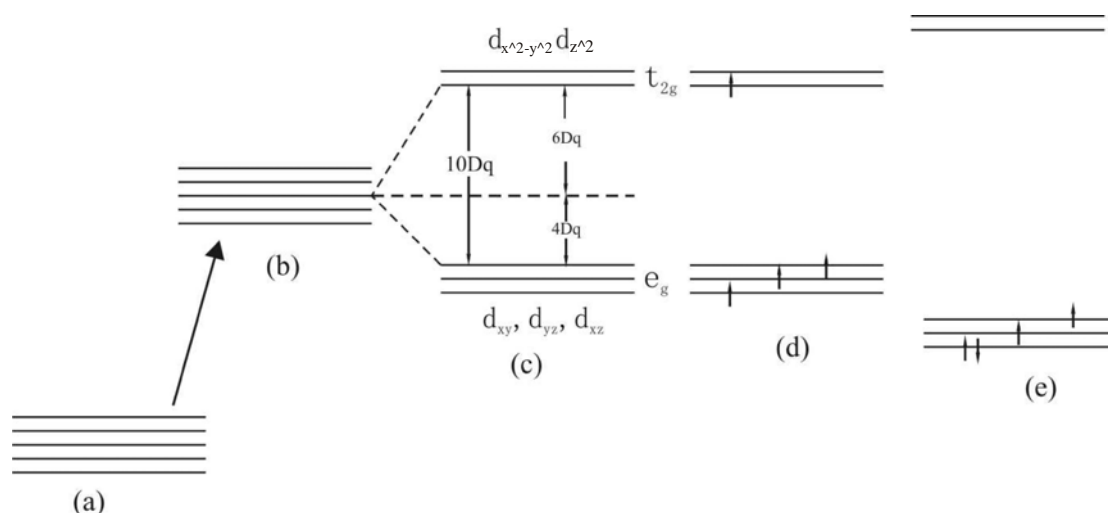 d_{x^2-y^2} d_{z^2}
t_{2g}
6Dq
10Dq
4Dq
(b)
e_g
d_{xy}, d_{yz}, d_{xz}
(d)
(c)
(e)
(a)